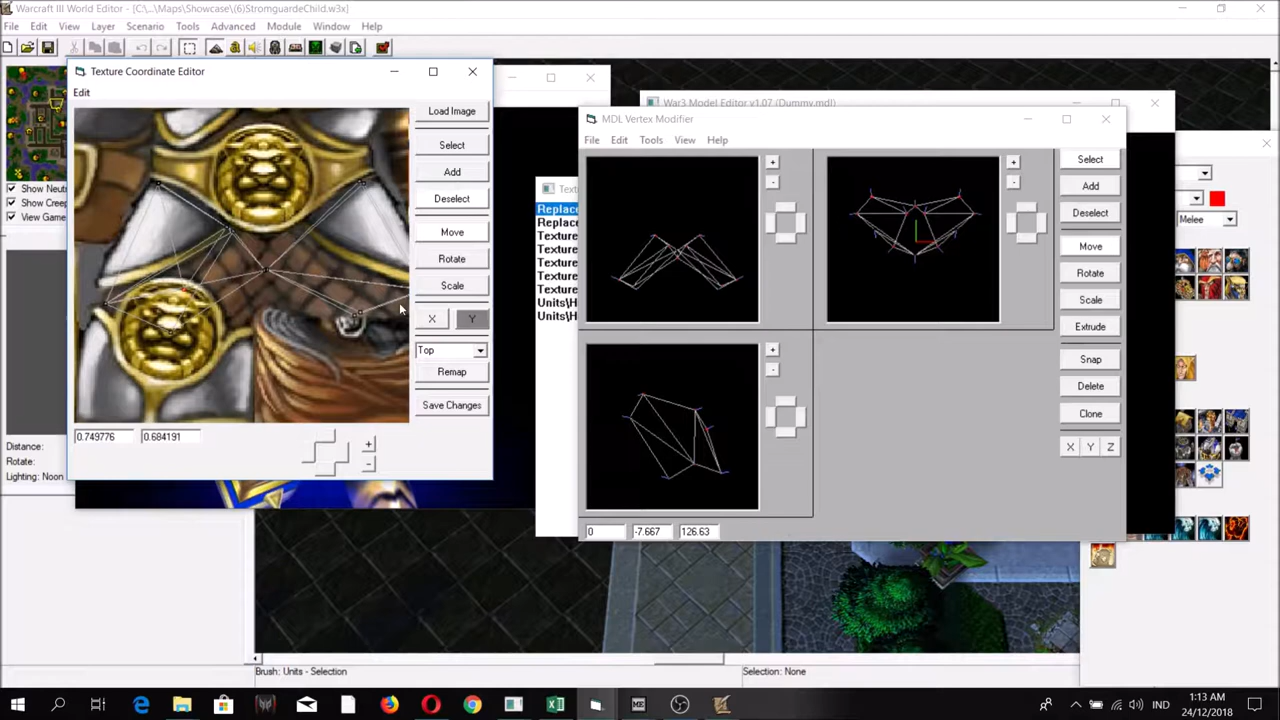 Warcraft III World Editor - [C:\...\Maps\Showcase\(6)StromguardeChild.w3x]
File Edit View Layer Scenario Tools Advanced Module Window Help
Texture Coordinate Editor
Edit
Load Image
Select
Add
Deselect
Move
Rotate
Scale
X Y
Top
Remap
Save Changes
0.749776 0.684191
Show Neutr
Show Creep
View Game
Distance:
Rotate:
Lighting: Noon
Textu
Replace
Replace
Texture
Texture
Texture
Texture
Texture
Units\H
Units\H
War3 Model Editor v1.07 (Dummy.mdl)
MDL Vertex Modifier
File Edit Tools View Help
+
-
+
-
+
-
Select
Add
Deselect
Move
Rotate
Scale
Extrude
Snap
Delete
Clone
X Y Z
0 -7.667 126.63
Melee
Brush: Units - Selection
Selection: None
IND
1:13 AM
24/12/2018